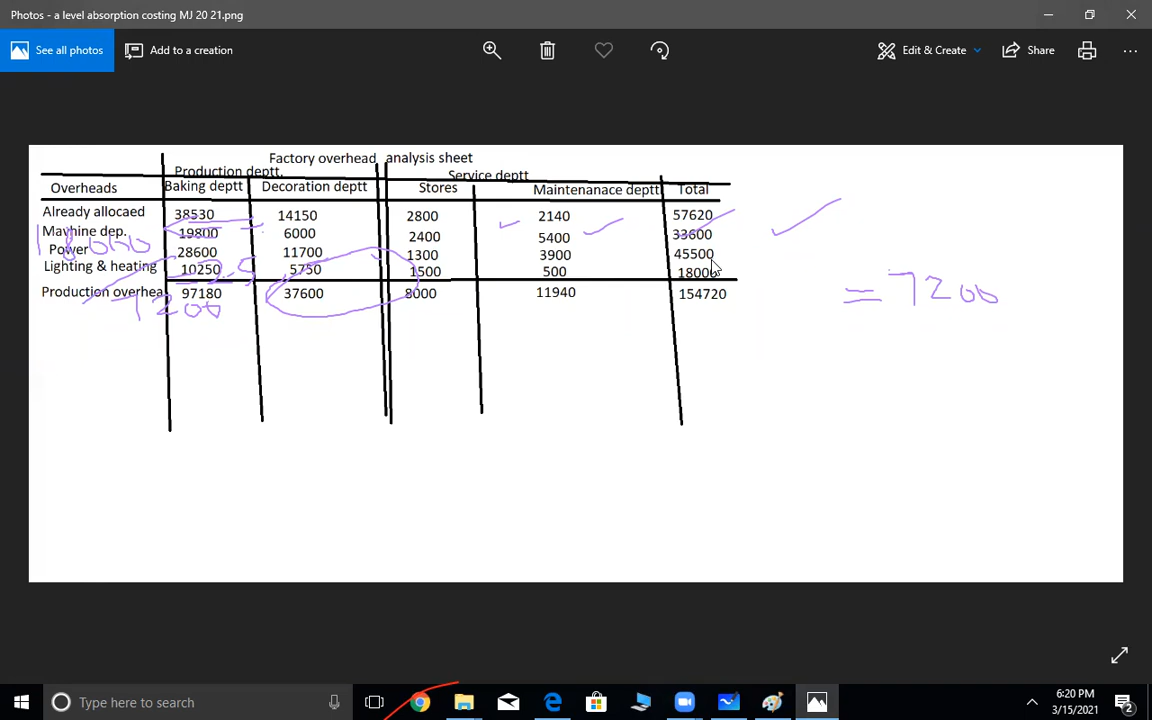 Photos - a level absorption costing MJ 20 21.png
See all photos Add to a creation Edit & Create Share
Factory overhead analysis sheet
Production deptt. Service deptt
Overheads Baking deptt Decoration deptt Stores Maintenanace deptt Total
Already allocaed 38530 14150 2800 2140 57620
Mavhine dep. 19800 6000 2400 5400 33600
18000
Power 28600 11700 1300 3900 45500
Lighting & heating 10250 5750 1500 500 18000
Production overhea 97180 37600 8000 11940 154720
7200
= 7200
Type here to search
6:20 PM
3/15/2021
2